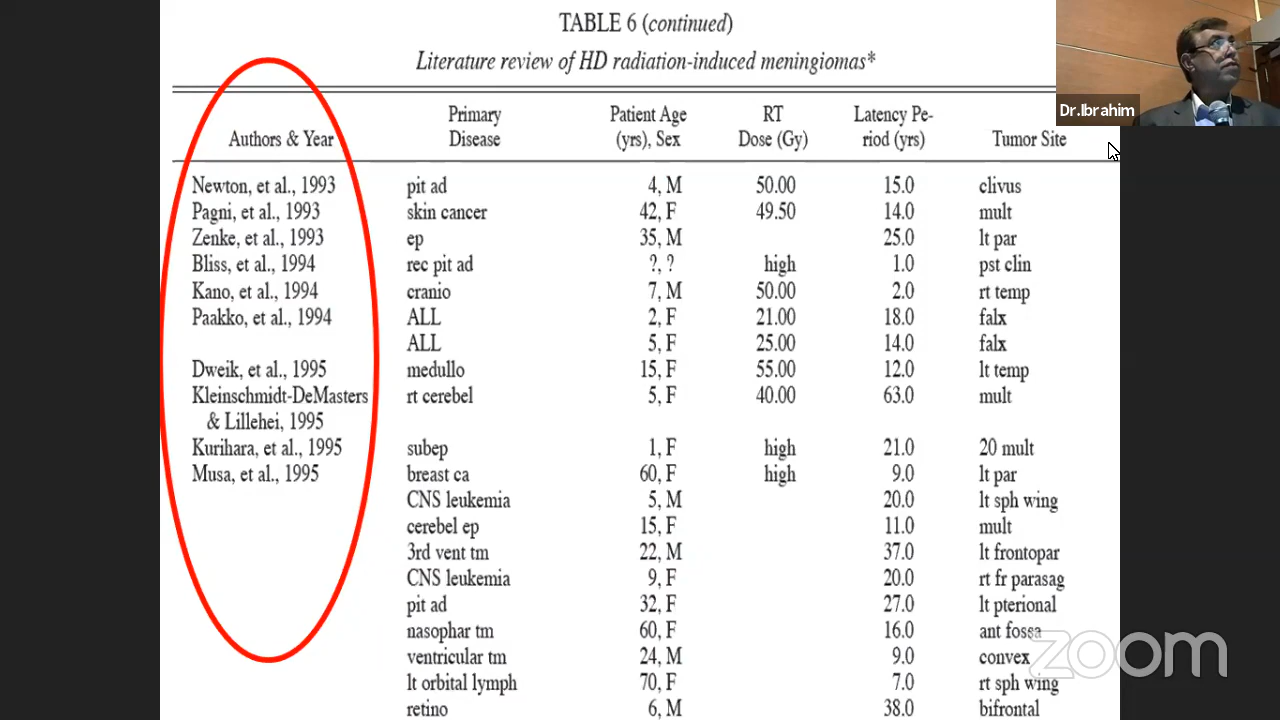 TABLE 6 (continued)
Literature review of HD radiation-induced meningiomas*
Dr.Ibrahim
Authors & Year Primary Disease Patient Age (yrs), Sex RT Dose (Gy) Latency Pe-riod (yrs) Tumor Site
Newton, et al., 1993 pit ad 4, M 50.00 15.0 clivus
Pagni, et al., 1993 skin cancer 42, F 49.50 14.0 mult
Zenke, et al., 1993 ep 35, M 25.0 lt par
Bliss, et al., 1994 rec pit ad ?, ? high 1.0 pst clin
Kano, et al., 1994 cranio 7, M 50.00 2.0 rt temp
Paakko, et al., 1994 ALL 2, F 21.00 18.0 falx
ALL 5, F 25.00 14.0 falx
Dweik, et al., 1995 medullo 15, F 55.00 12.0 lt temp
Kleinschmidt-DeMasters rt cerebel 5, F 40.00 63.0 mult
& Lillehei, 1995
Kurihara, et al., 1995 subep 1, F high 21.0 20 mult
Musa, et al., 1995 breast ca 60, F high 9.0 lt par
CNS leukemia 5, M 20.0 lt sph wing
cerebel ep 15, F 11.0 mult
3rd vent tm 22, M 37.0 lt frontopar
CNS leukemia 9, F 20.0 rt fr parasag
pit ad 32, F 27.0 lt pterional
nasophar tm 60, F 16.0 ant fossa
ventricular tm 24, M 9.0 convex
lt orbital lymph 70, F 7.0 rt sph wing
retino 6, M 38.0 bifrontal
zoom